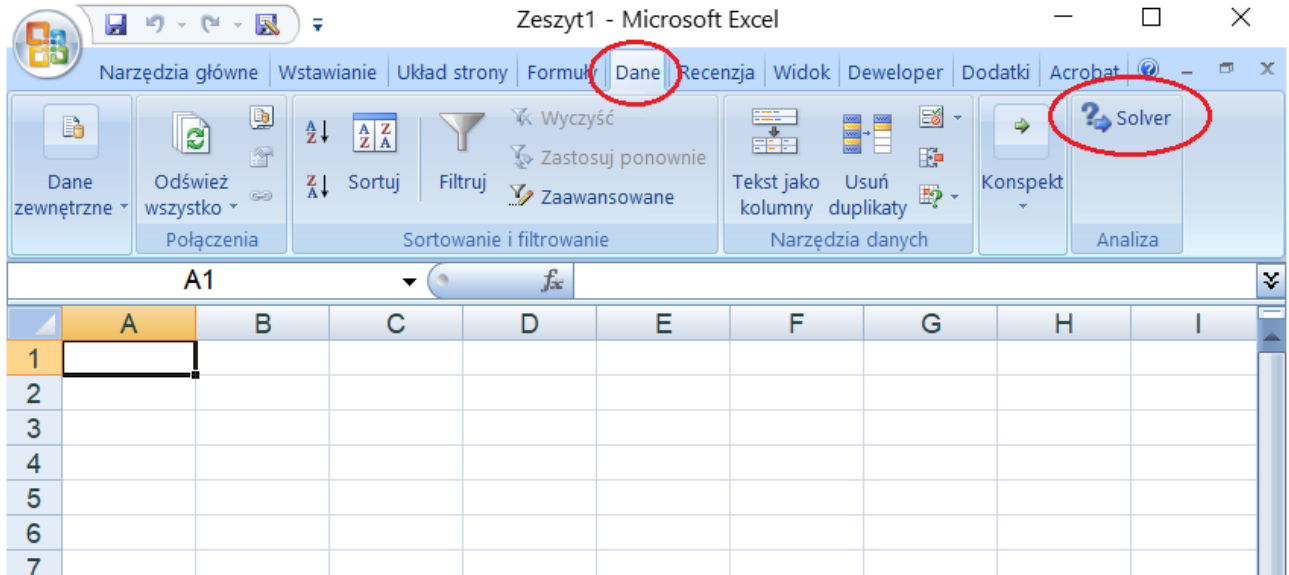 Zeszyt1 - Microsoft Excel
Narzędzia główne Wstawianie Układ strony Formuły Dane Recenzja Widok Deweloper Dodatki Acrobat
Dane
zewnętrzne
Odśwież
wszystko
Połączenia
A
Z
Z
A
A Z
Z A
Sortuj
Filtruj
Wyczyść
Zastosuj ponownie
Zaawansowane
Sortowanie i filtrowanie
Tekst jako
kolumny
Usuń
duplikaty
Narzędzia danych
Konspekt
Solver
Analiza
A1 fx
A B C D E F G H I
1
2
3
4
5
6
7